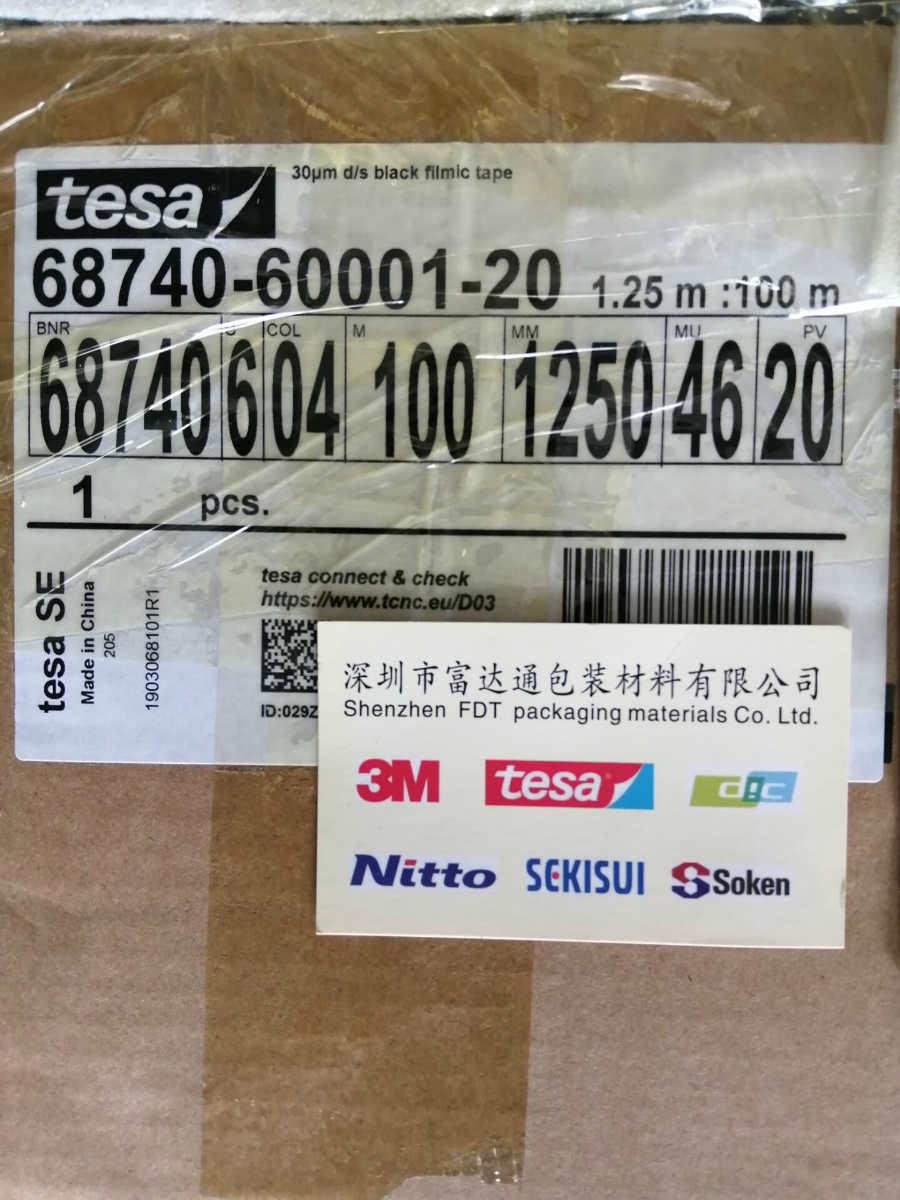 tesa
30µm d/s black filmic tape
68740-60001-20 1.25 m :100 m
BNR COL M MM MU PV
68740 6 04 100 1250 46 20
1 pcs.
tesa SE
Made in China
205
1903068101R1
tesa connect & check
https://www.tcnc.eu/D03
ID:029Z
深圳市富达通包装材料有限公司
Shenzhen FDT packaging materials Co. Ltd.
3M tesa dic
Nitto SEKISUI Soken